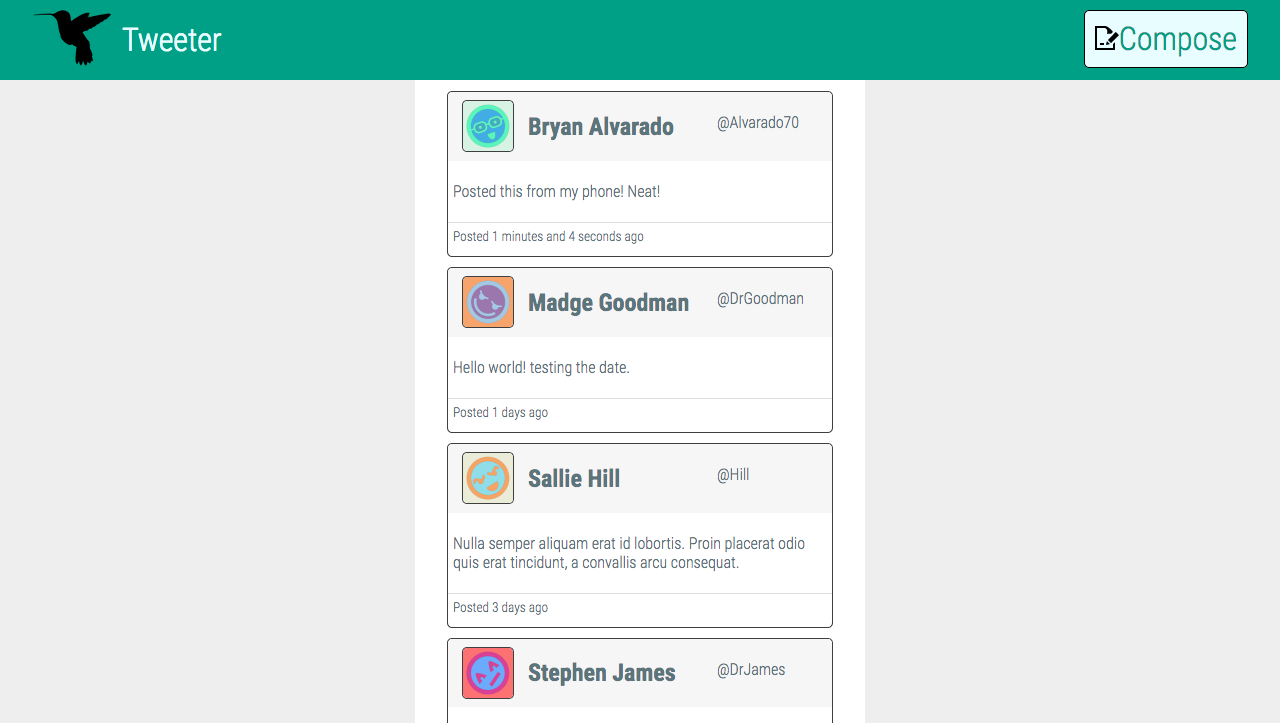 Tweeter
Compose
Bryan Alvarado
@Alvarado70
Posted this from my phone! Neat!
Posted 1 minutes and 4 seconds ago
Madge Goodman
@DrGoodman
Hello world! testing the date.
Posted 1 days ago
Sallie Hill
@Hill
Nulla semper aliquam erat id lobortis. Proin placerat odio
quis erat tincidunt, a convallis arcu consequat.
Posted 3 days ago
Stephen James
@DrJames